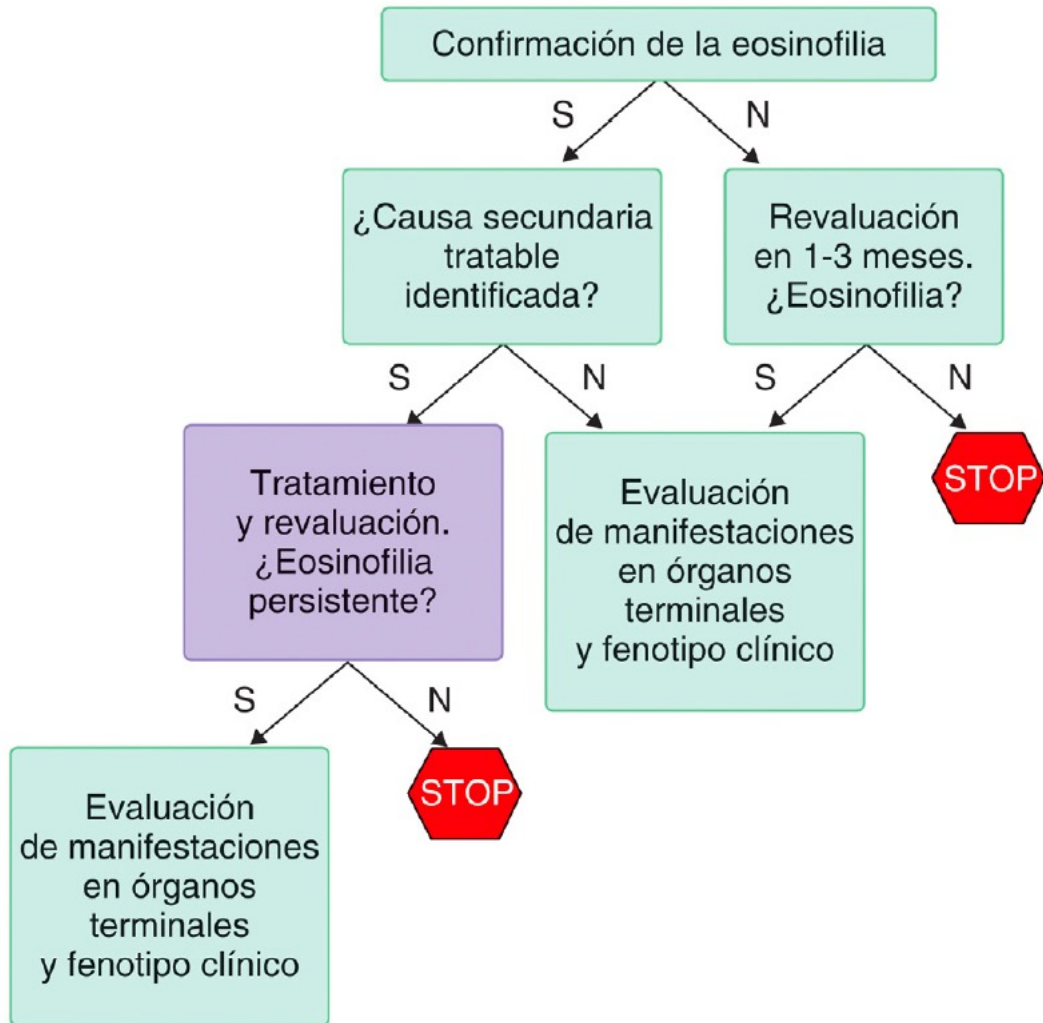 Confirmación de la eosinofilia
S
N
¿Causa secundaria
tratable
identificada?
Revaluación
en 1-3 meses.
¿Eosinofilia?
S
N
S
N
Tratamiento
y revaluación.
¿Eosinofilia
persistente?
Evaluación
de manifestaciones
en órganos
terminales
y fenotipo clínico
STOP
S
N
Evaluación
de manifestaciones
en órganos
terminales
y fenotipo clínico
STOP